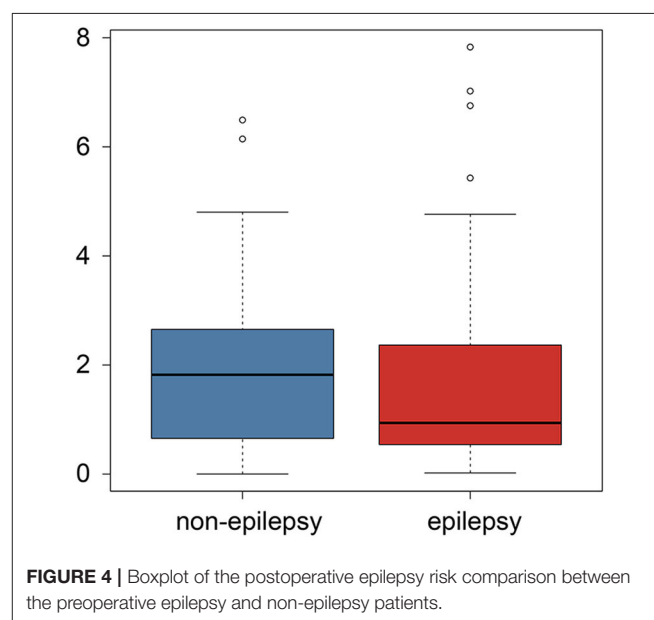 8
6
4
2
0
non-epilepsy epilepsy
FIGURE 4 | Boxplot of the postoperative epilepsy risk comparison between
the preoperative epilepsy and non-epilepsy patients.